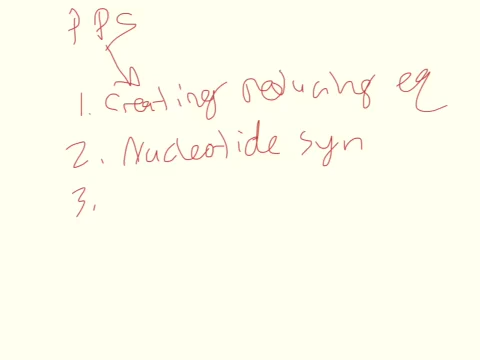 PPS
1. Creating reducing eq
2. Nucleotide syn
3.